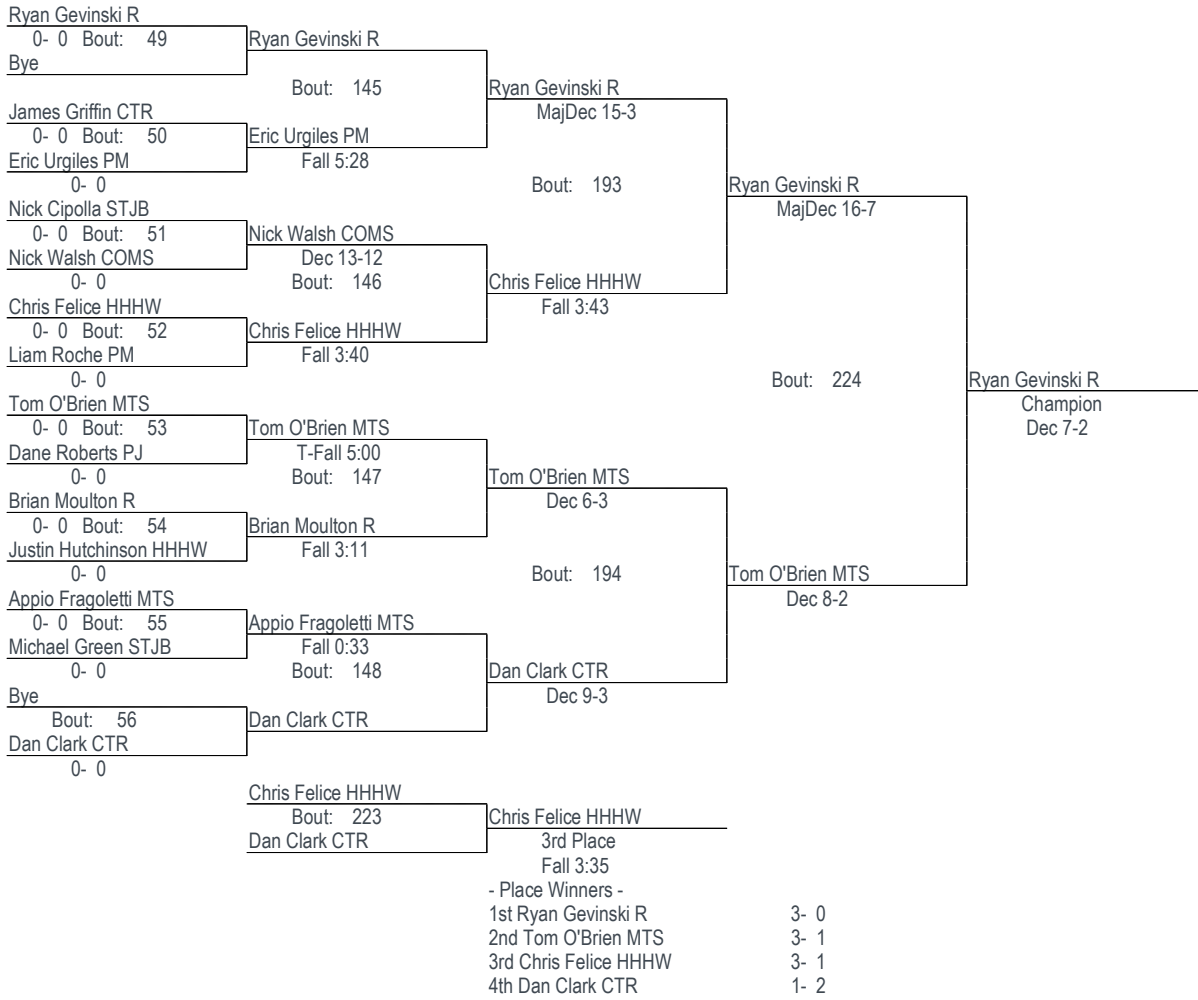 Ryan Gevinski R
0- 0 Bout: 49 Ryan Gevinski R
Bye
Bout: 145 Ryan Gevinski R
James Griffin CTR MajDec 15-3
0- 0 Bout: 50 Eric Urgiles PM
Eric Urgiles PM Fall 5:28
0- 0 Bout: 193 Ryan Gevinski R
Nick Cipolla STJB MajDec 16-7
0- 0 Bout: 51 Nick Walsh COMS
Nick Walsh COMS Dec 13-12
0- 0 Bout: 146 Chris Felice HHHW
Chris Felice HHHW Fall 3:43
0- 0 Bout: 52 Chris Felice HHHW
Liam Roche PM Fall 3:40
0- 0 Bout: 224 Ryan Gevinski R
Tom O'Brien MTS Champion
0- 0 Bout: 53 Tom O'Brien MTS Dec 7-2
Dane Roberts PJ T-Fall 5:00
0- 0 Bout: 147 Tom O'Brien MTS
Brian Moulton R Dec 6-3
0- 0 Bout: 54 Brian Moulton R
Justin Hutchinson HHHW Fall 3:11
0- 0 Bout: 194 Tom O'Brien MTS
Appio Fragoletti MTS Dec 8-2
0- 0 Bout: 55 Appio Fragoletti MTS
Michael Green STJB Fall 0:33
0- 0 Bout: 148 Dan Clark CTR
Bye Dec 9-3
Bout: 56 Dan Clark CTR
Dan Clark CTR
0- 0
Chris Felice HHHW
Bout: 223 Chris Felice HHHW
Dan Clark CTR 3rd Place
Fall 3:35
- Place Winners -
1st Ryan Gevinski R 3- 0
2nd Tom O'Brien MTS 3- 1
3rd Chris Felice HHHW 3- 1
4th Dan Clark CTR 1- 2